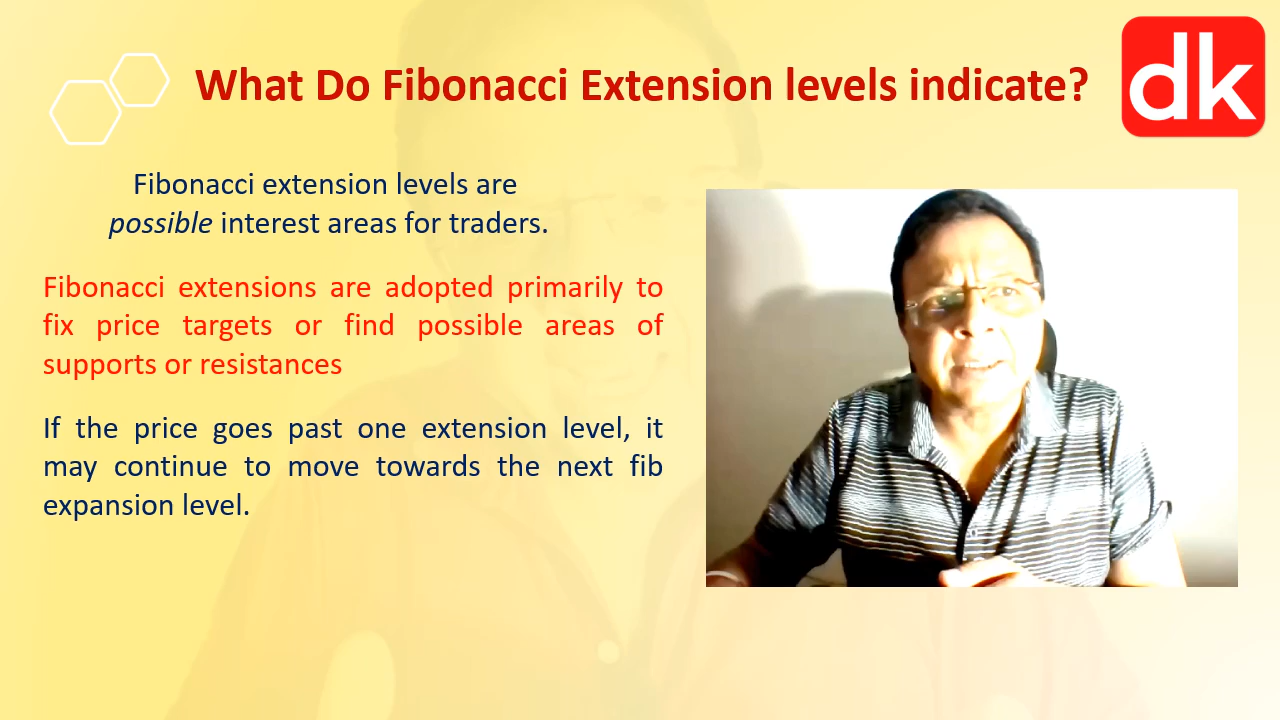 What Do Fibonacci Extension levels indicate?
dk
Fibonacci extension levels are
possible interest areas for traders.
Fibonacci extensions are adopted primarily to
fix price targets or find possible areas of
supports or resistances
If the price goes past one extension level, it
may continue to move towards the next fib
expansion level.